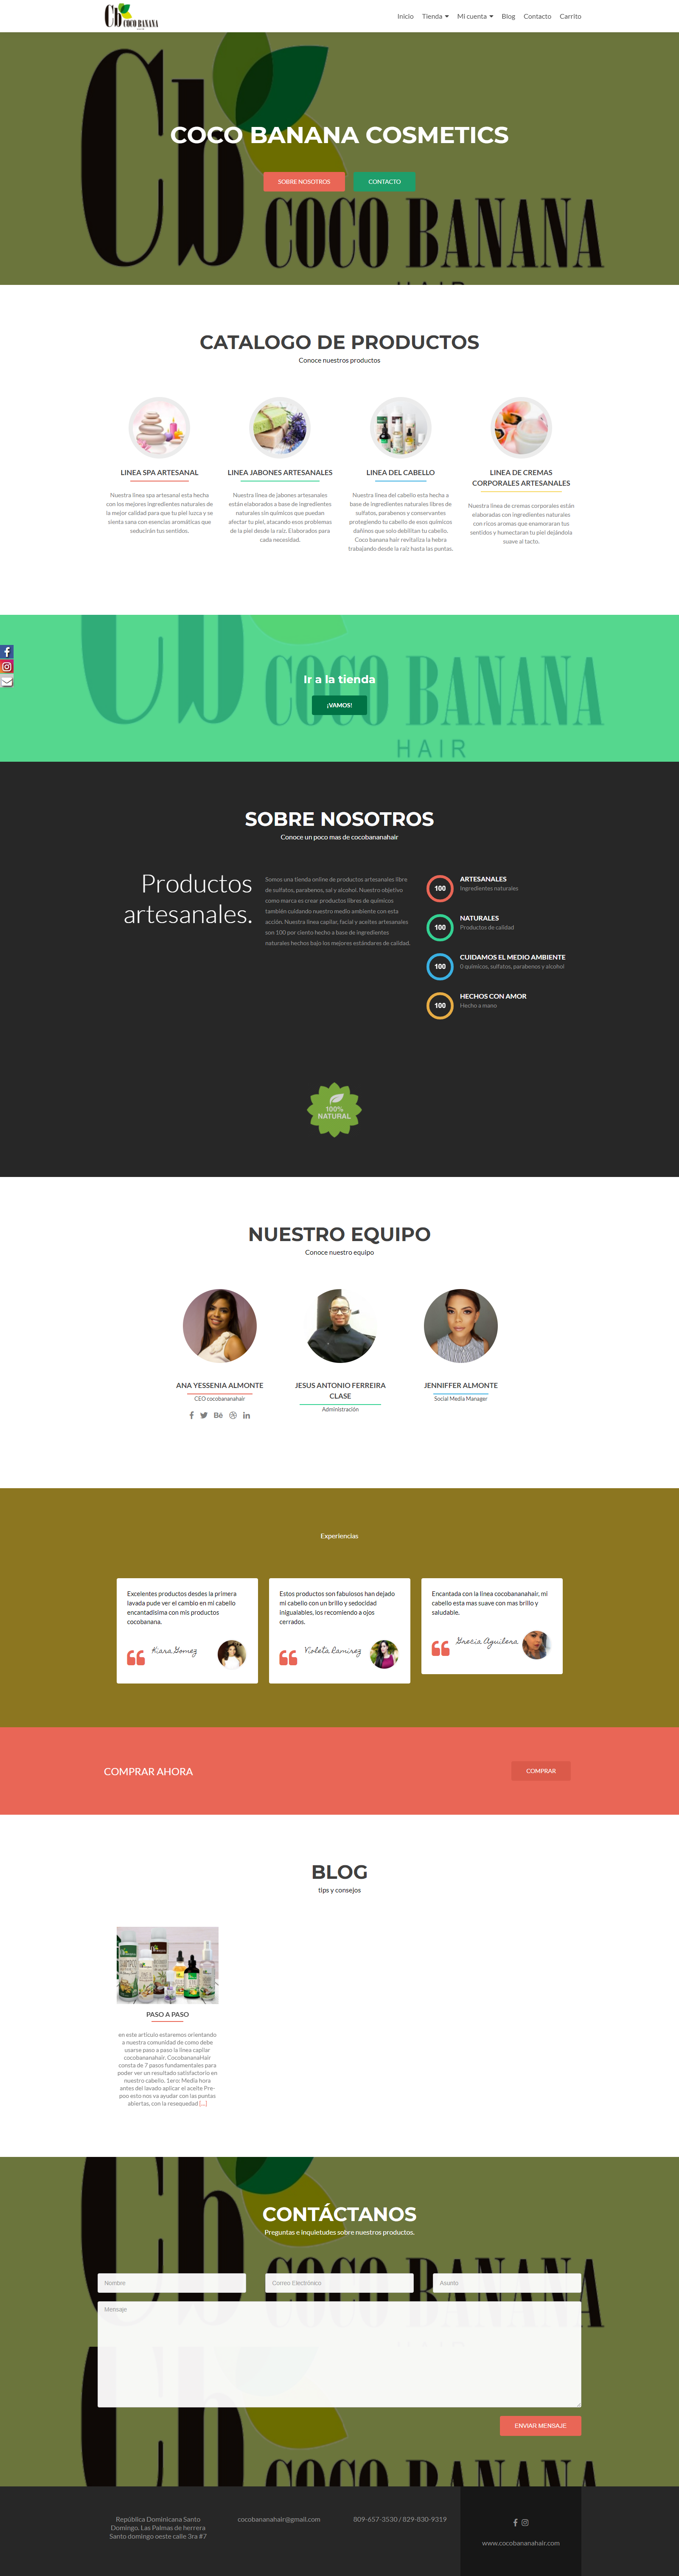 Cb COCO BANANA
Inicio Tienda Mi cuenta Blog Contacto Carrito
Cb COCO BANANA
HAIR
COCO BANANA COSMETICS
SOBRE NOSOTROS CONTACTO
CATALOGO DE PRODUCTOS
Conoce nuestros productos
LINEA SPA ARTESANAL
Nuestra linea spa artesanal esta hecha
con los mejores ingredientes naturales de
la mejor calidad para que tu piel luzca y se
sienta sana con esencias aromáticas que
seducirán tus sentidos.
LINEA JABONES ARTESANALES
Nuestra línea de jabones artesanales
están elaborados a base de ingredientes
naturales sin químicos que puedan
afectar tu piel, atacando esos problemas
de la piel desde la raíz. Elaborados para
cada necesidad.
LINEA DEL CABELLO
Nuestra línea del cabello esta hecha a
base de ingredientes naturales libres de
sulfatos, parabenos y conservantes
protegiendo tu cabello de esos químicos
dañinos que solo debilitan tu cabello.
Coco banana hair revitaliza la hebra
trabajando desde la raíz hasta las puntas.
LINEA DE CREMAS
CORPORALES ARTESANALES
Nuestra línea de cremas corporales están
elaboradas con ingredientes naturales
con ricos aromas que enamoraran tus
sentidos y humectaran tu piel dejándola
suave al tacto.
Cb COCO BANANA
HAIR
Ir a la tienda
¡VAMOS!
SOBRE NOSOTROS
Conoce un poco mas de cocobananahair
Productos
artesanales.
Somos una tienda online de productos artesanales libre
de sulfatos, parabenos, sal y alcohol. Nuestro objetivo
como marca es crear productos libres de químicos
también cuidando nuestro medio ambiente con esta
acción. Nuestra línea capilar, facial y aceites artesanales
son 100 por ciento hecho a base de ingredientes
naturales hechos bajo los mejores estándares de calidad.
100 ARTESANALES
Ingredientes naturales
100 NATURALES
Productos de calidad
100 CUIDAMOS EL MEDIO AMBIENTE
0 químicos, sulfatos, parabenos y alcohol
100 HECHOS CON AMOR
Hecho a mano
100%
NATURAL
NUESTRO EQUIPO
Conoce nuestro equipo
ANA YESSENIA ALMONTE
CEO cocobananahair
JESUS ANTONIO FERREIRA
CLASE
Administración
JENNIFFER ALMONTE
Social Media Manager
Experiencias
Excelentes productos desdes la primera
lavada pude ver el cambio en mi cabello
encantadisima con mis productos
cocobanana.
Kiara Gomez
Estos productos son fabulosos han dejado
mi cabello con un brillo y sedocidad
inigualables, los recomiendo a ojos
cerrados.
Violeta Ramirez
Encantada con la linea cocobananahair, mi
cabello esta mas suave con mas brillo y
saludable.
Grecia Aguilera
COMPRAR AHORA
COMPRAR
BLOG
tips y consejos
PASO A PASO
en este articulo estaremos orientando
a nuestra comunidad de como debe
usarse paso a paso la linea capilar
cocobananahair. CocobananaHair
consta de 7 pasos fundamentales para
poder ver un resultado satisfactorio en
nuestro cabello. 1ero: Media hora
antes del lavado aplicar el aceite Pre-
poo esto nos va ayudar con las puntas
abiertas, con la resequedad […]
Cb COCO BANANA
CONTÁCTANOS
Preguntas e inquietudes sobre nuestros productos.
Nombre Correo Electrónico Asunto
Mensaje
ENVIAR MENSAJE
República Dominicana Santo
Domingo. Las Palmas de herrera
Santo domingo oeste calle 3ra #7
cocobananahair@gmail.com
809-657-3530 / 829-830-9319
www.cocobananahair.com